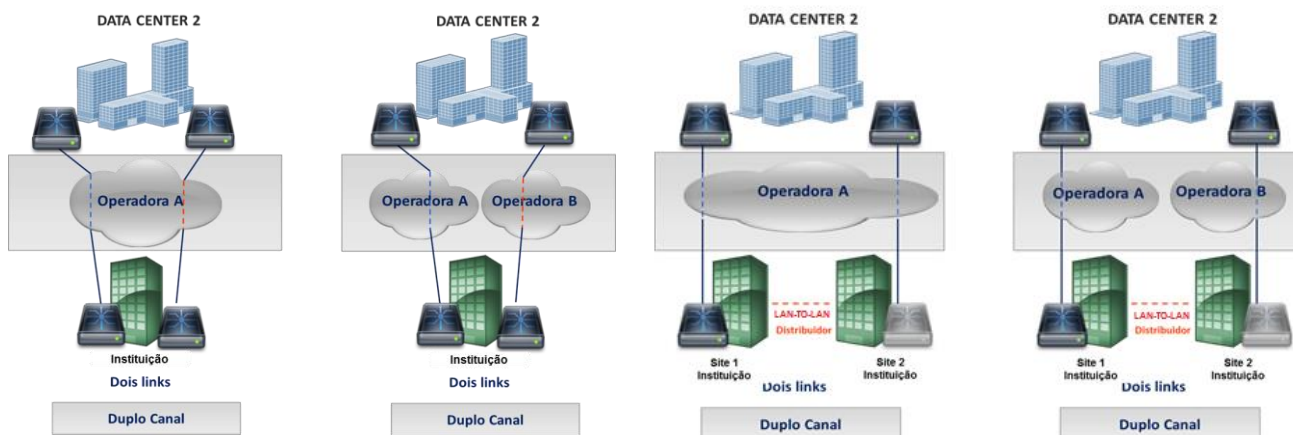 DATA CENTER 2
Operadora A
Instituição
Dois links
Duplo Canal
DATA CENTER 2
Operadora A
Operadora B
Instituição
Dois links
Duplo Canal
DATA CENTER 2
Operadora A
LAN-TO-LAN
Distribuidor
Site 1
Instituição
Site 2
Instituição
Dois links
Duplo Canal
DATA CENTER 2
Operadora A
Operadora B
LAN-TO-LAN
Distribuidor
Site 1
Instituição
Site 2
Instituição
Dois links
Duplo Canal